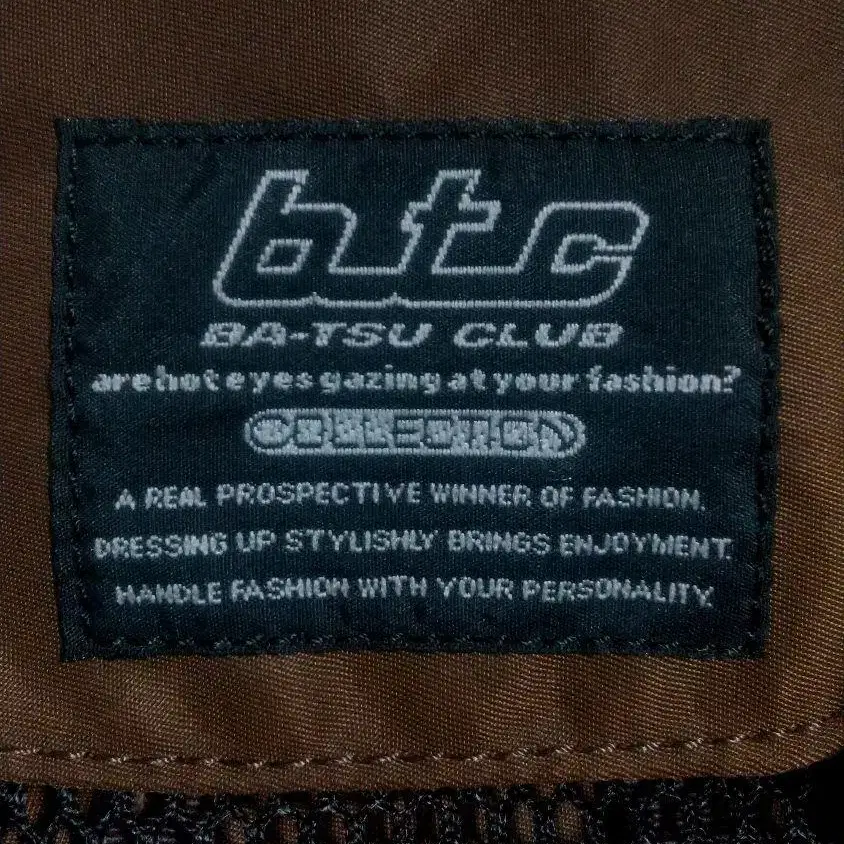 btc
BA-TSU CLUB
are hot eyes gazing at your fashion?
COLLECTION
A REAL PROSPECTIVE WINNER OF FASHION.
DRESSING UP STYLISHLY BRINGS ENJOYMENT.
HANDLE FASHION WITH YOUR PERSONALITY.